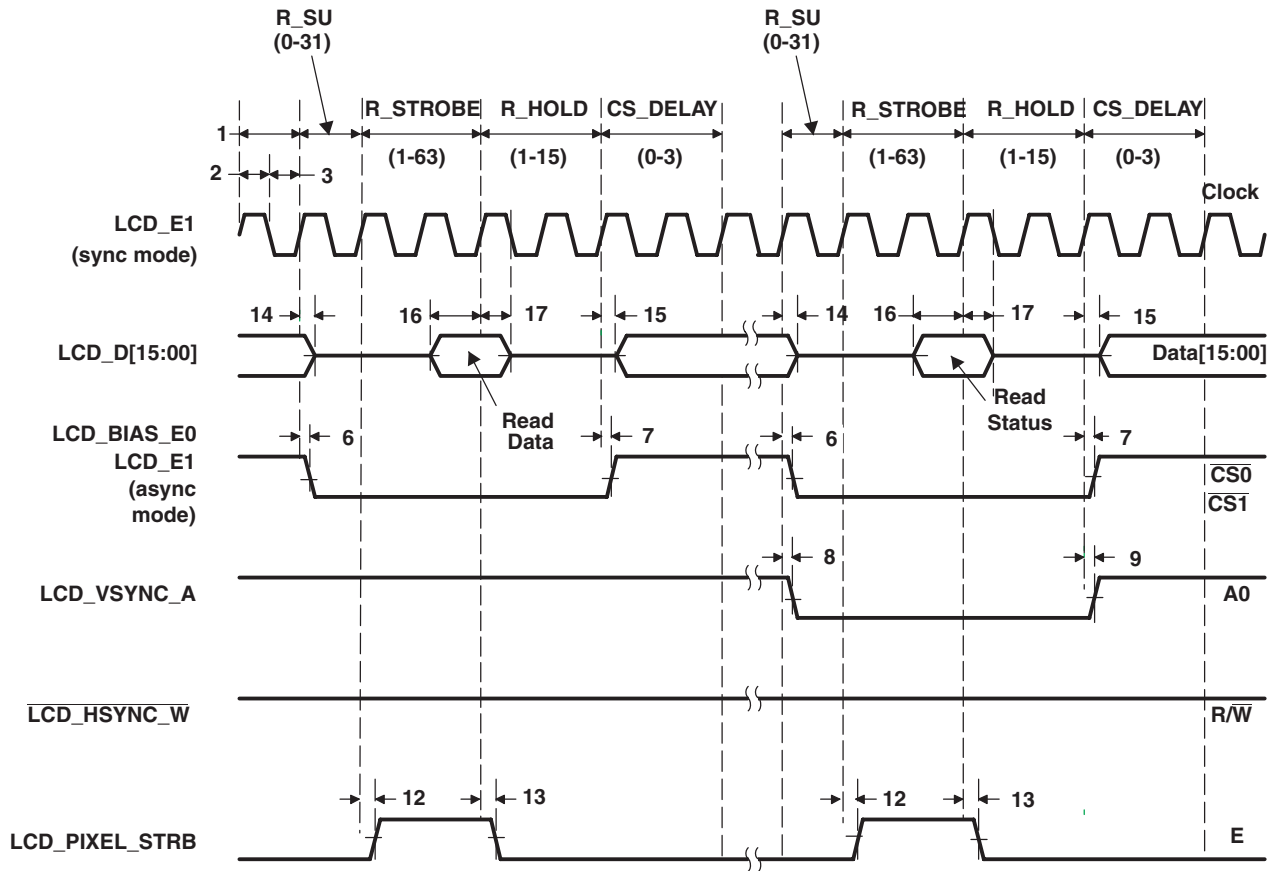 R_SU
(0-31)
R_SU
(0-31)
R_STROBE R_HOLD CS_DELAY
R_STROBE R_HOLD CS_DELAY
1
(1-63) (1-15) (0-3)
(1-63) (1-15) (0-3)
2 3
Clock
LCD_E1
(sync mode)
14 16 17 15
14 16 17 15
LCD_D[15:00]
Data[15:00]
Read
Data
Read
Status
LCD_BIAS_E0
LCD_E1
(async
mode)
6 7
6 7
CS0
CS1
8 9
LCD_VSYNC_A
A0
LCD_HSYNC_W
R/W
12 13
12 13
LCD_PIXEL_STRB
E